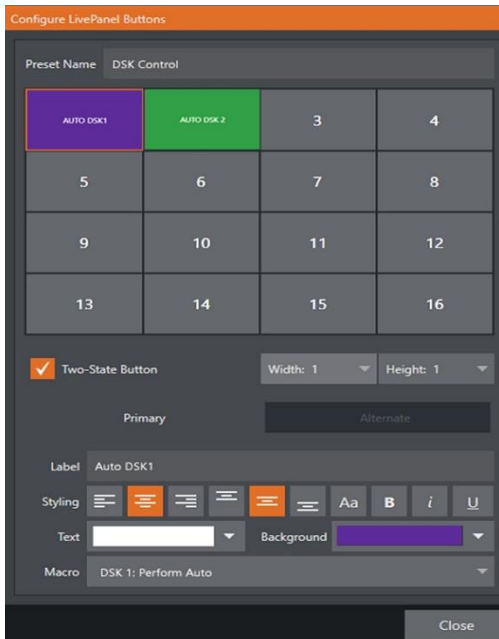 Configure LivePanel Buttons
Preset Name DSK Control
AUTO DSK1 AUTO DSK 2 3 4
5 6 7 8
9 10 11 12
13 14 15 16
Two-State Button Width: 1 Height: 1
Primary Alternate
Label Auto DSK1
Styling Aa B i U
Text Background
Macro DSK 1: Perform Auto
Close